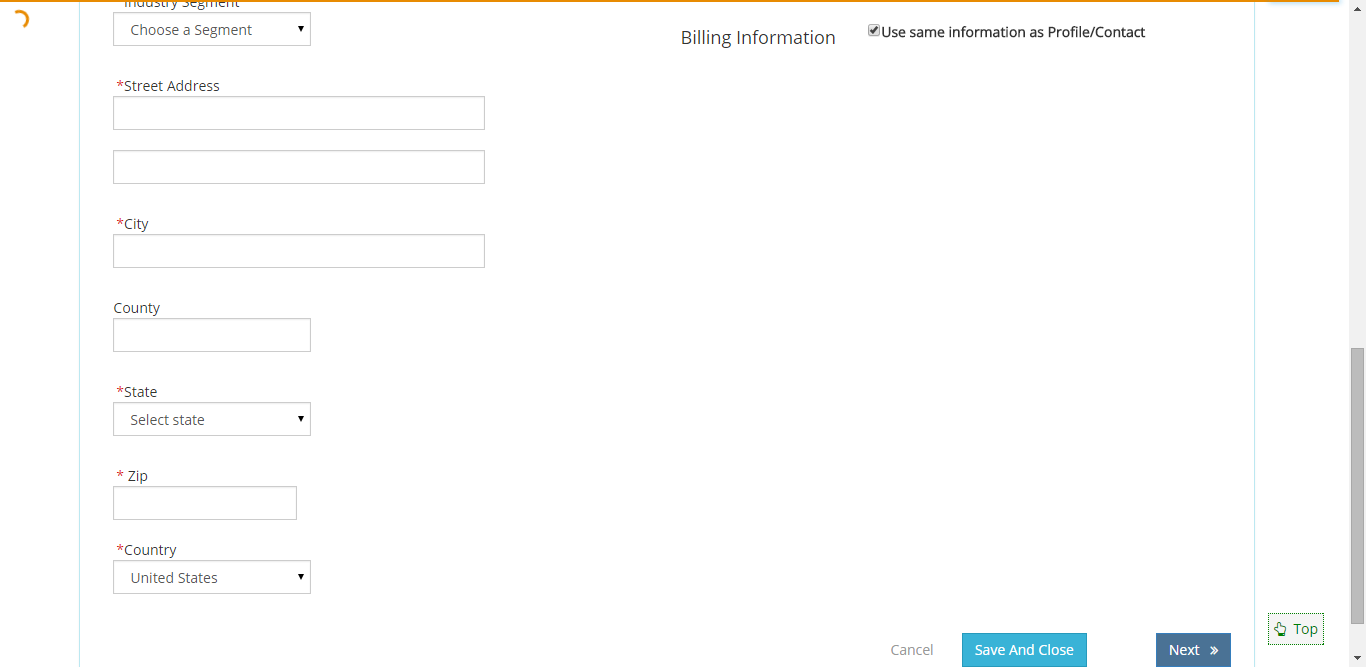 Industry Segment
Choose a Segment
Billing Information
Use same information as Profile/Contact
*Street Address
*City
County
*State
Select state
* Zip
*Country
United States
Cancel
Save And Close
Next »
Top